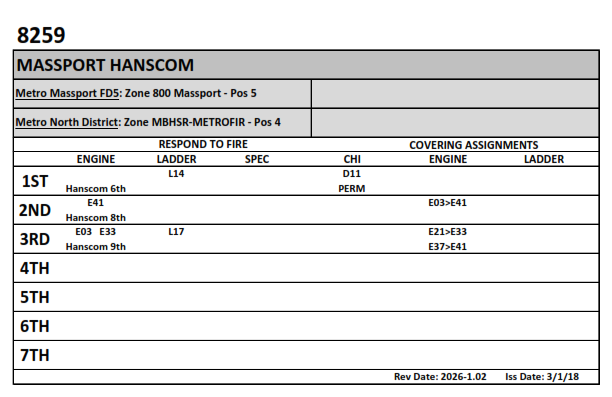 8259
MASSPORT HANSCOM
Metro Massport FD5: Zone 800 Massport - Pos 5
Metro North District: Zone MBHSR-METROFIR - Pos 4
RESPOND TO FIRE COVERING ASSIGNMENTS
ENGINE LADDER SPEC CHI ENGINE LADDER
1ST L14 D11
Hanscom 6th PERM
2ND E41 E03>E41
Hanscom 8th
3RD E03 E33 L17 E21>E33
Hanscom 9th E37>E41
4TH
5TH
6TH
7TH
Rev Date: 2026-1.02 Iss Date: 3/1/18